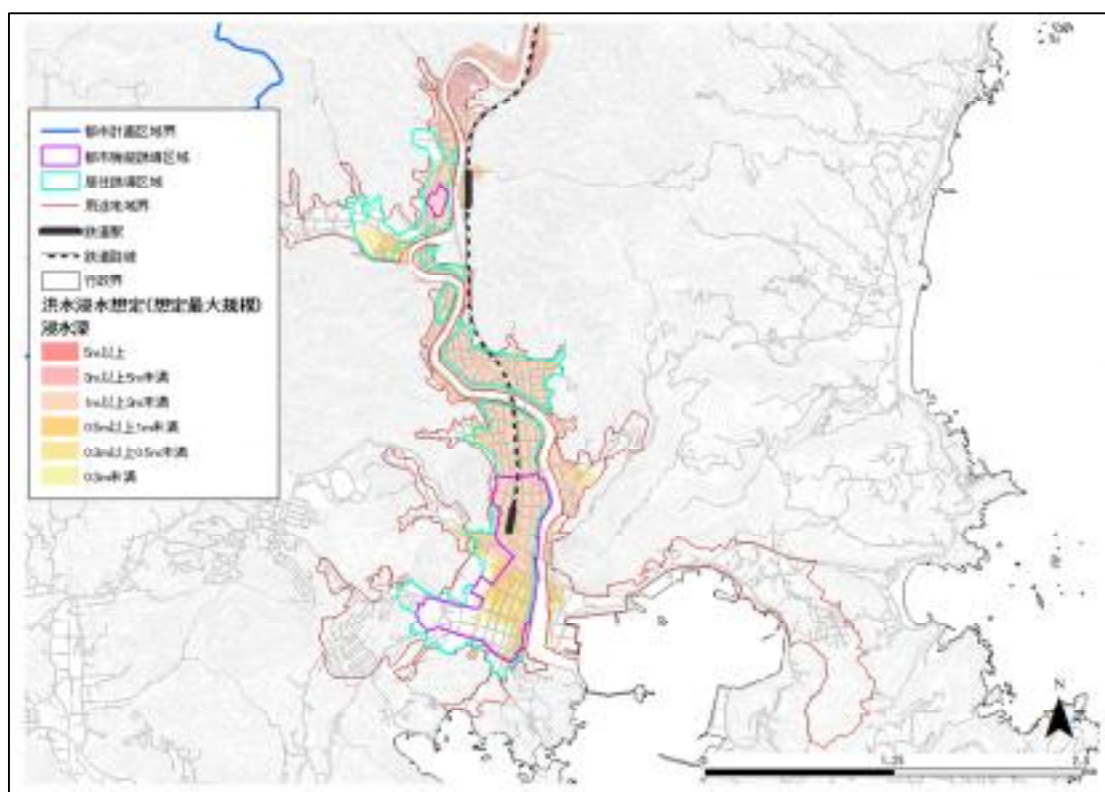 都市計画区域界
都市機能誘導区域
居住誘導区域
用途地域界
鉄道駅
鉄道路線
行政界
洪水浸水想定(想定最大規模)
浸水深
5m以上
3m以上5m未満
1m以上3m未満
0.5m以上1m未満
0.3m以上0.5m未満
0.3m未満
N
0 1.25 2.5